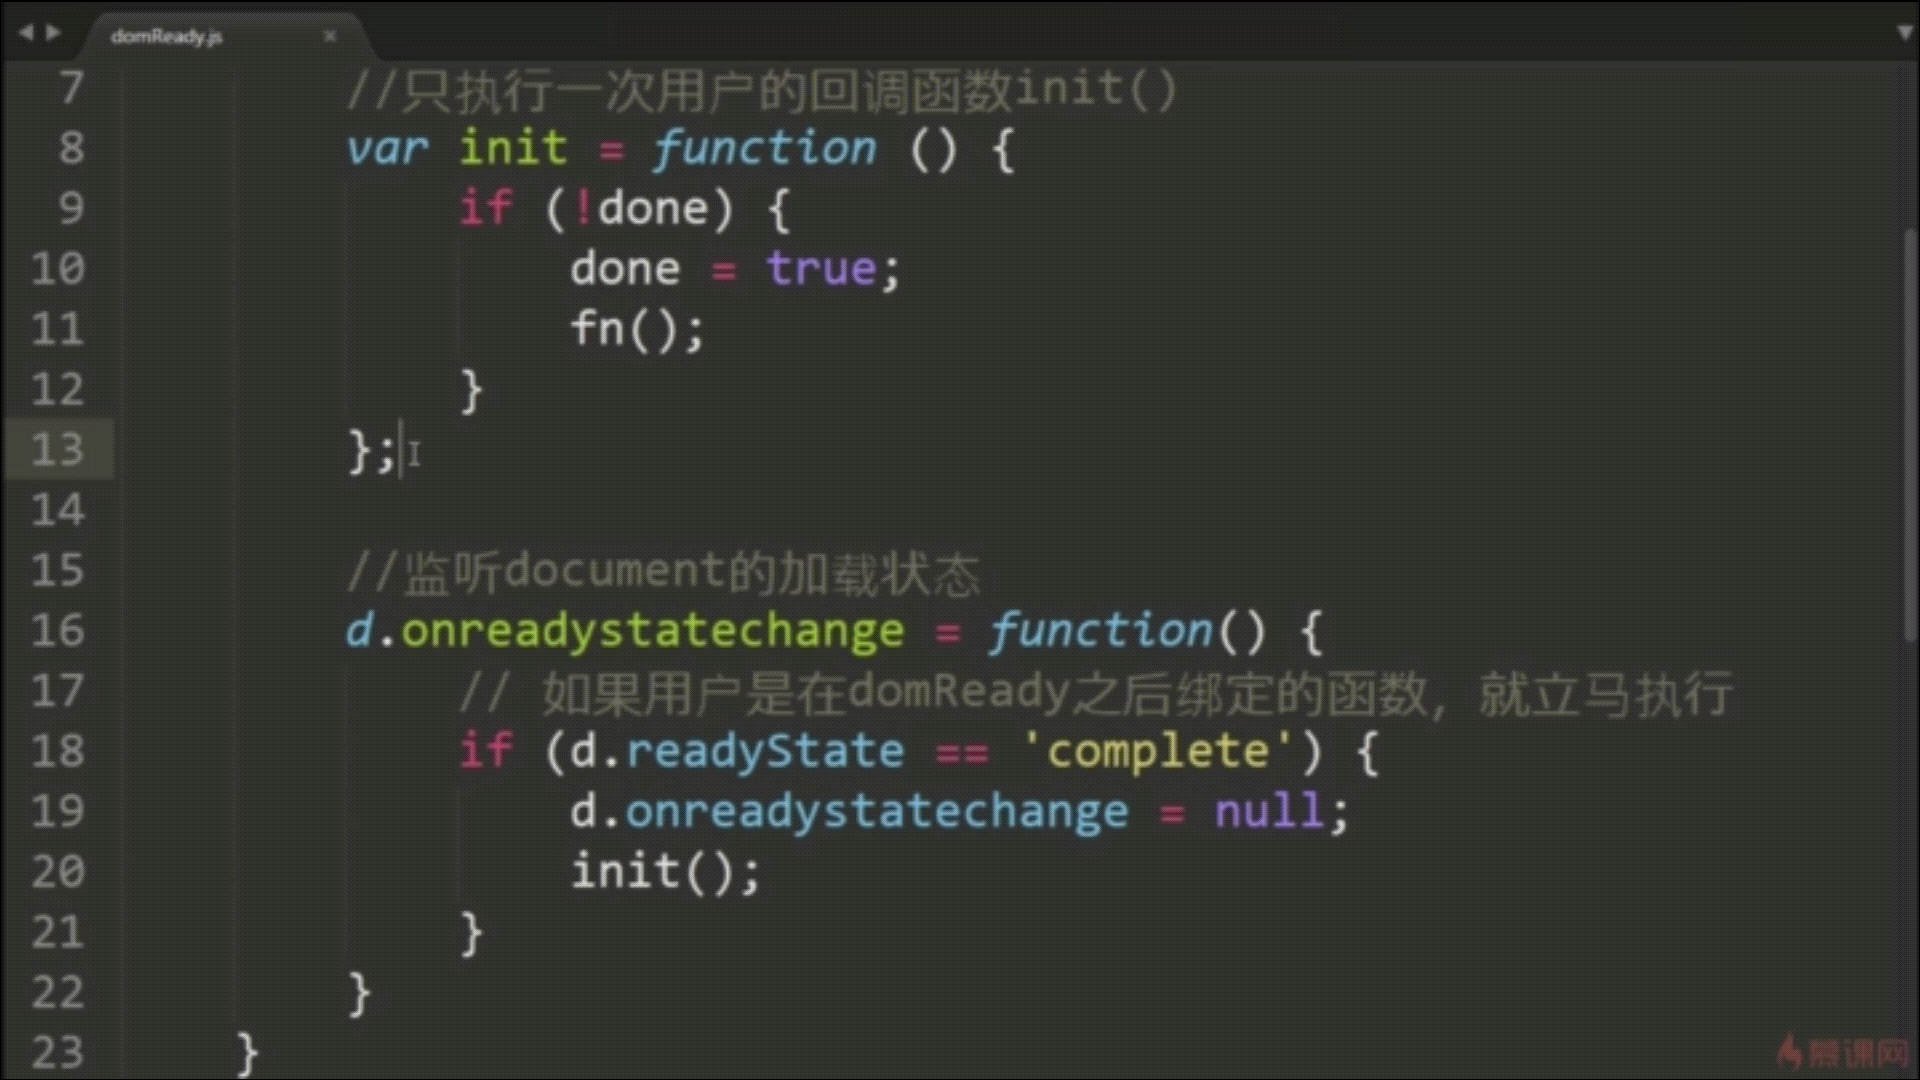 domReady.js ×
7 //只执行一次用户的回调函数init()
8 var init = function () {
9 if (!done) {
10 done = true;
11 fn();
12 }
13 };
14
15 //监听document的加载状态
16 d.onreadystatechange = function() {
17 // 如果用户是在domReady之后绑定的函数，就立马执行
18 if (d.readyState == 'complete') {
19 d.onreadystatechange = null;
20 init();
21 }
22 }
23 }
慕课网